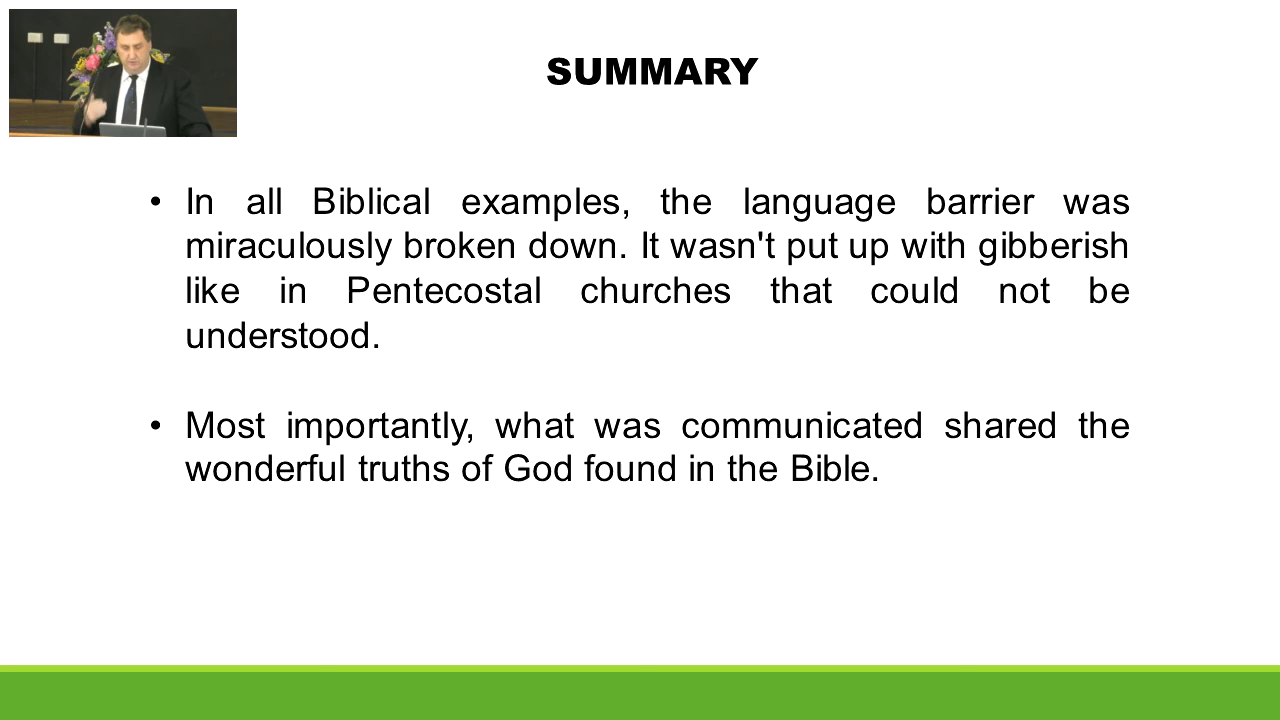 SUMMARY
• In all Biblical examples, the language barrier was
miraculously broken down. It wasn't put up with gibberish
like in Pentecostal churches that could not be
understood.
• Most importantly, what was communicated shared the
wonderful truths of God found in the Bible.